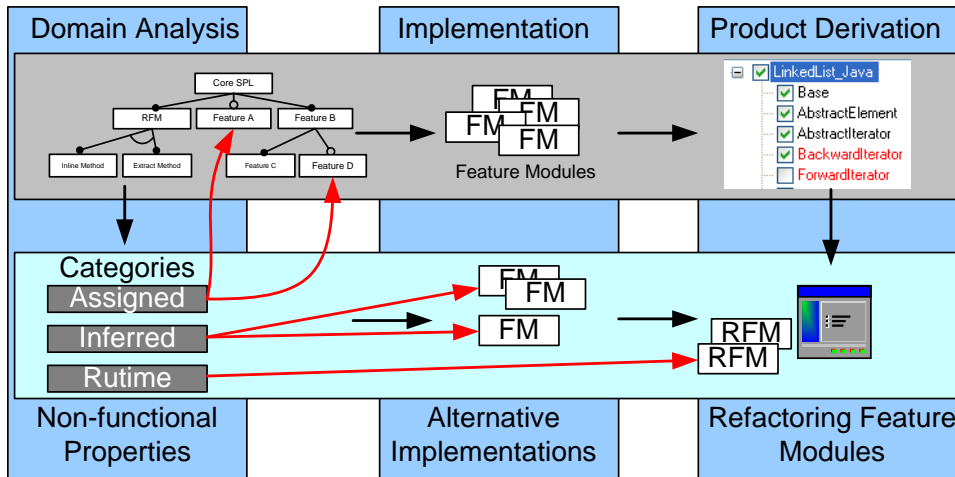 Domain Analysis
Implementation
Product Derivation
Core SPL
RFM
Feature A
Feature B
Inline Method
Extract Method
Feature C
Feature D
FM
FM
FM
FM
Feature Modules
LinkedList_Java
Base
AbstractElement
AbstractIterator
BackwardIterator
ForwardIterator
Categories
Assigned
Inferred
Rutime
FM
FM
FM
RFM
RFM
Non-functional
Properties
Alternative
Implementations
Refactoring Feature
Modules